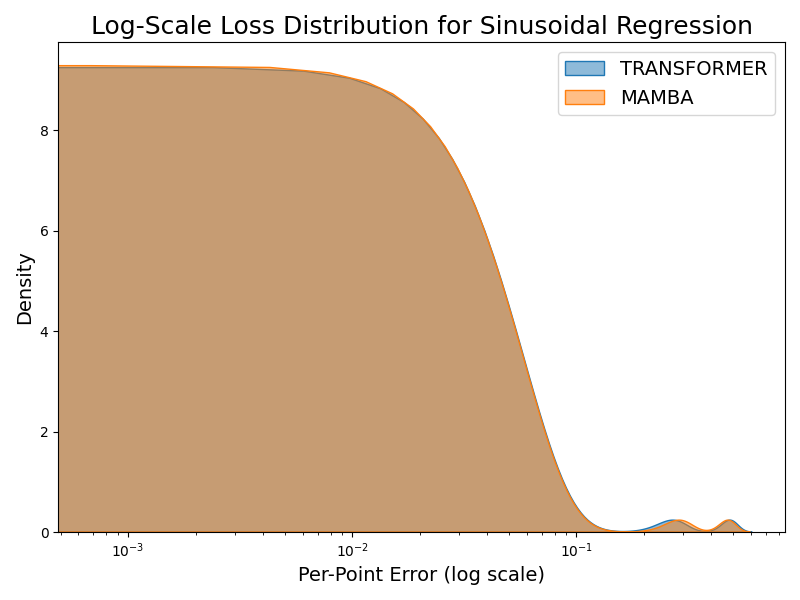 Log-Scale Loss Distribution for Sinusoidal Regression
TRANSFORMER
MAMBA
Density
8
6
4
2
0
10⁻³
10⁻²
10⁻¹
Per-Point Error (log scale)